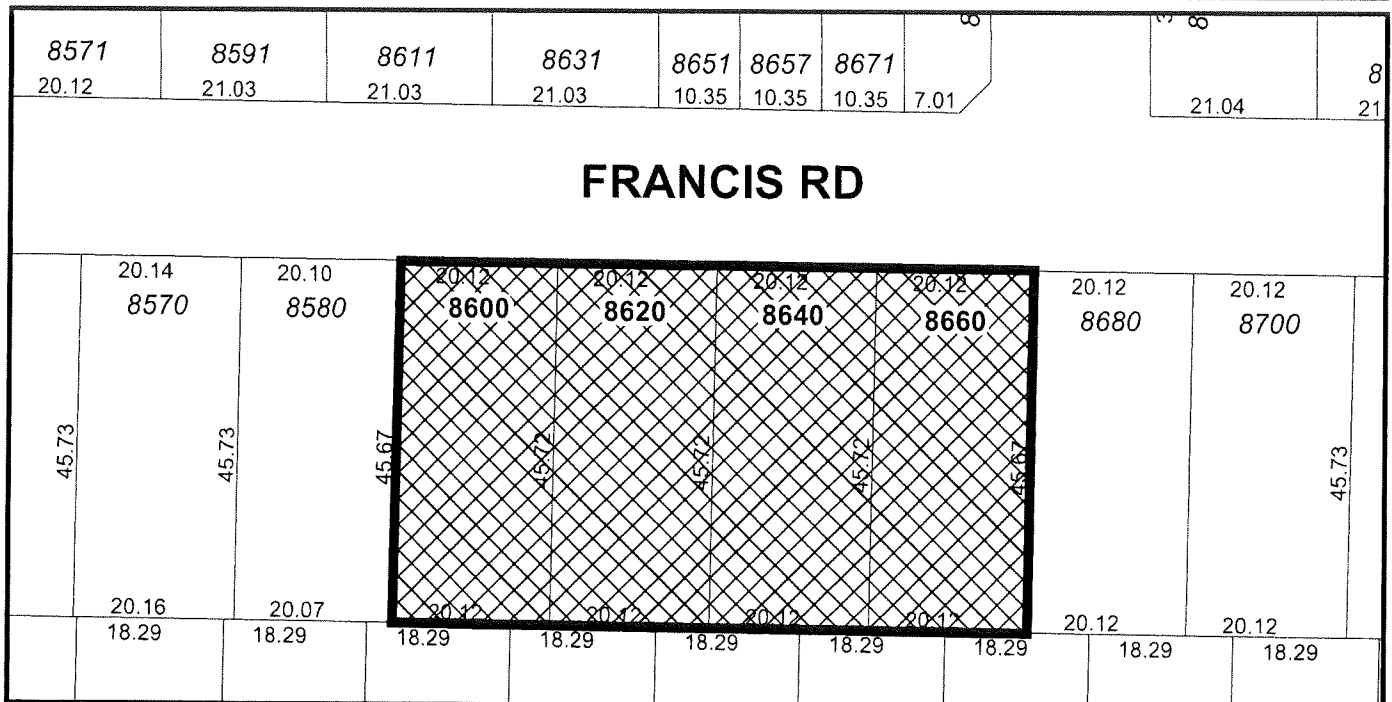 8571 8591 8611 8631 8651 8657 8671 8 3 8 8
20.12 21.03 21.03 21.03 10.35 10.35 10.35 7.01 21.04 21
FRANCIS RD
20.14 20.10 20.12 20.12 20.12 20.12 20.12 20.12
8570 8580 8600 8620 8640 8660 8680 8700
45.73 45.73 45.67 45.72 45.72 45.72 45.67 45.73
20.16 20.07 20.12 20.12 20.12 20.12 20.12 20.12
18.29 18.29 18.29 18.29 18.29 18.29 18.29 18.29 18.29